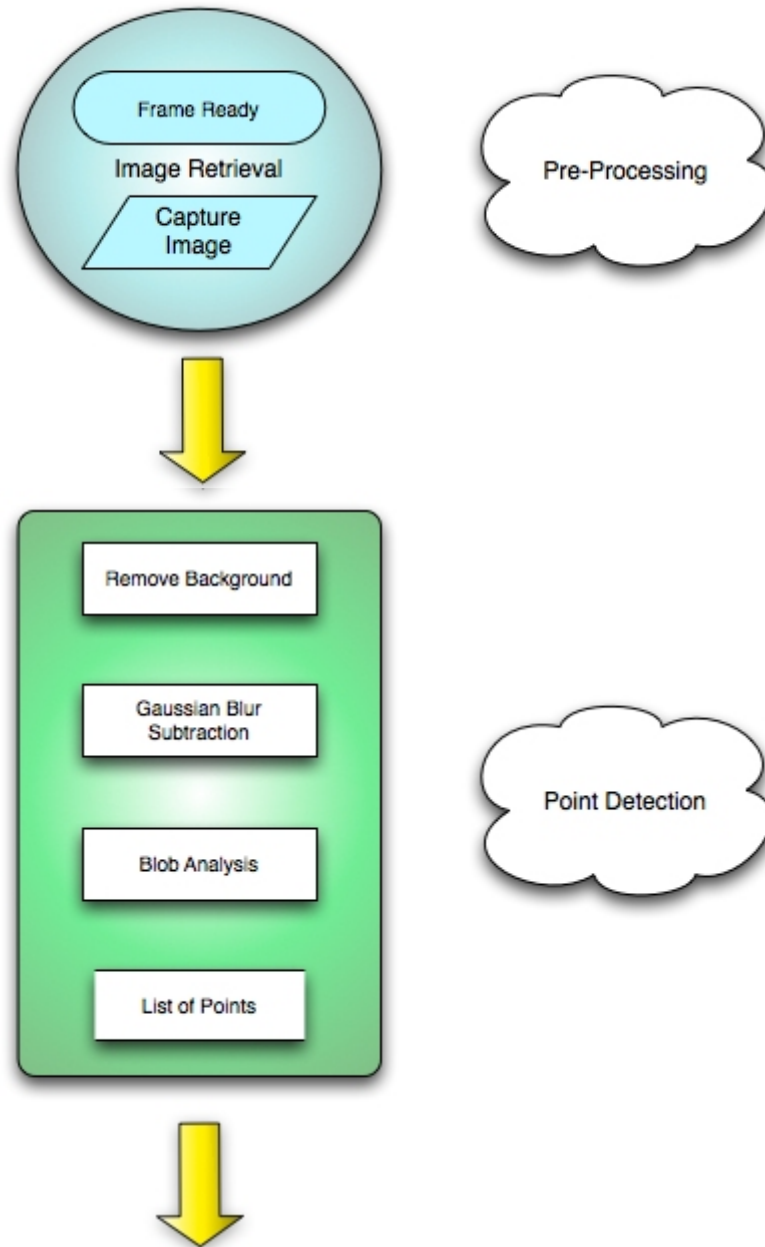 Frame Ready
Image Retrieval
Capture
Image
Pre-Processing
Remove Background
Gaussian Blur
Subtraction
Blob Analysis
List of Points
Point Detection